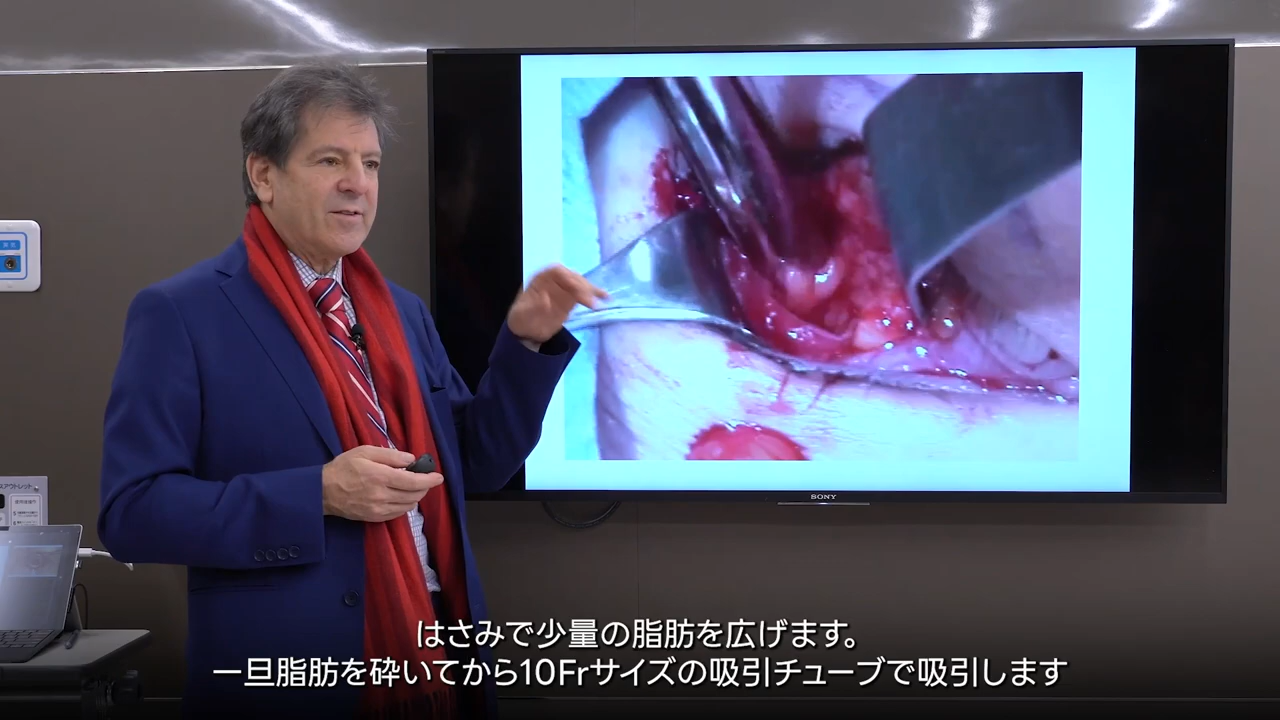 SONY
はさみで少量の脂肪を広げます。
一旦脂肪を砕いてから10Frサイズの吸引チューブで吸引します